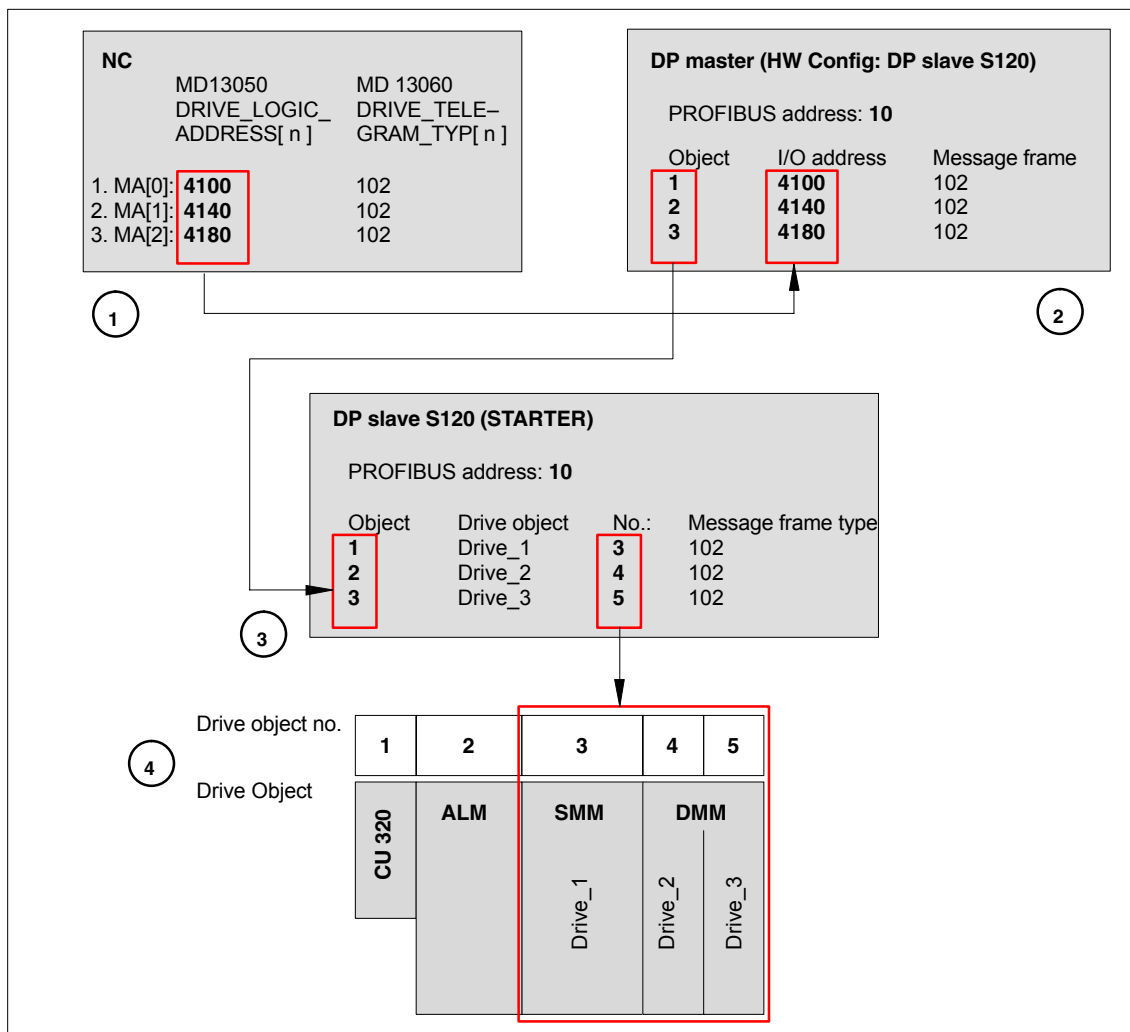 NC
MD13050 MD 13060
DRIVE_LOGIC_ DRIVE_TELE–
ADDRESS[ n ] GRAM_TYP[ n ]
1. MA[0]: 4100 102
2. MA[1]: 4140 102
3. MA[2]: 4180 102
1
DP master (HW Config: DP slave S120)
PROFIBUS address: 10
Object I/O address Message frame
1 4100 102
2 4140 102
3 4180 102
2
DP slave S120 (STARTER)
PROFIBUS address: 10
Object Drive object No.: Message frame type
1 Drive_1 3 102
2 Drive_2 4 102
3 Drive_3 5 102
3
Drive object no. 1 2 3 4 5
4
Drive Object
CU 320
ALM SMM DMM
Drive_1
Drive_2
Drive_3